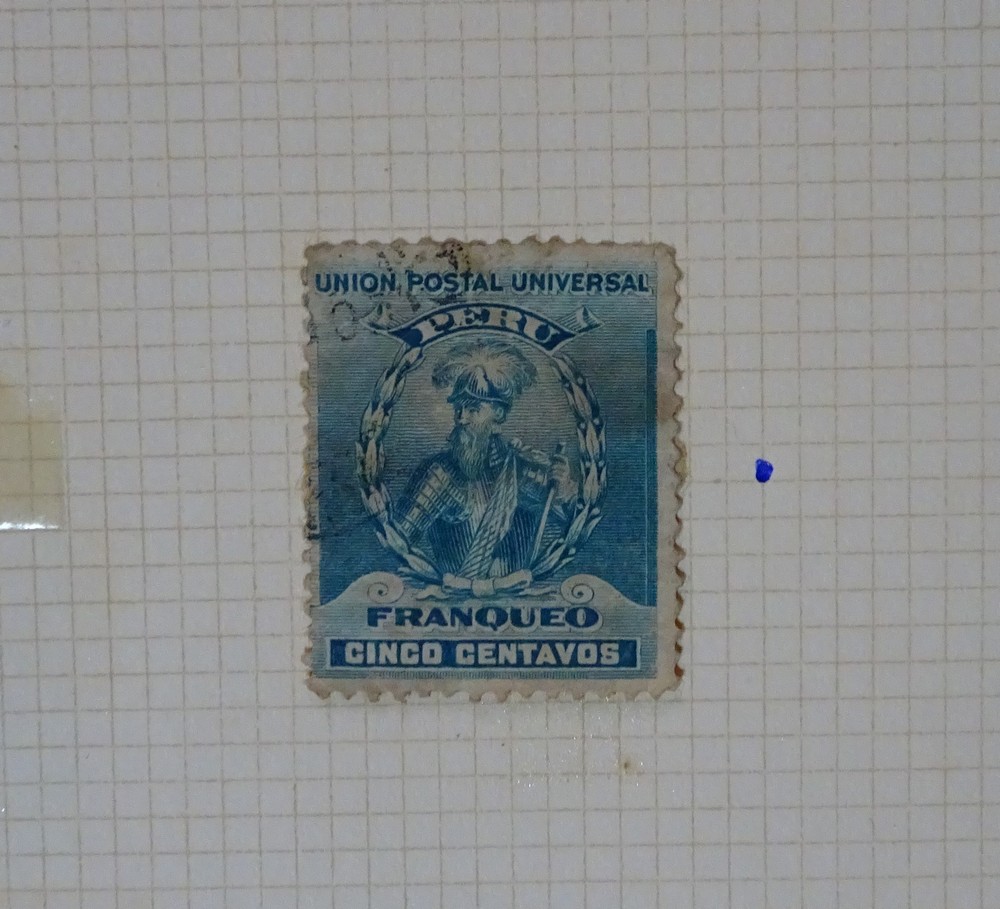 UNION POSTAL UNIVERSAL
PERU
FRANQUEO
CINCO CENTAVOS